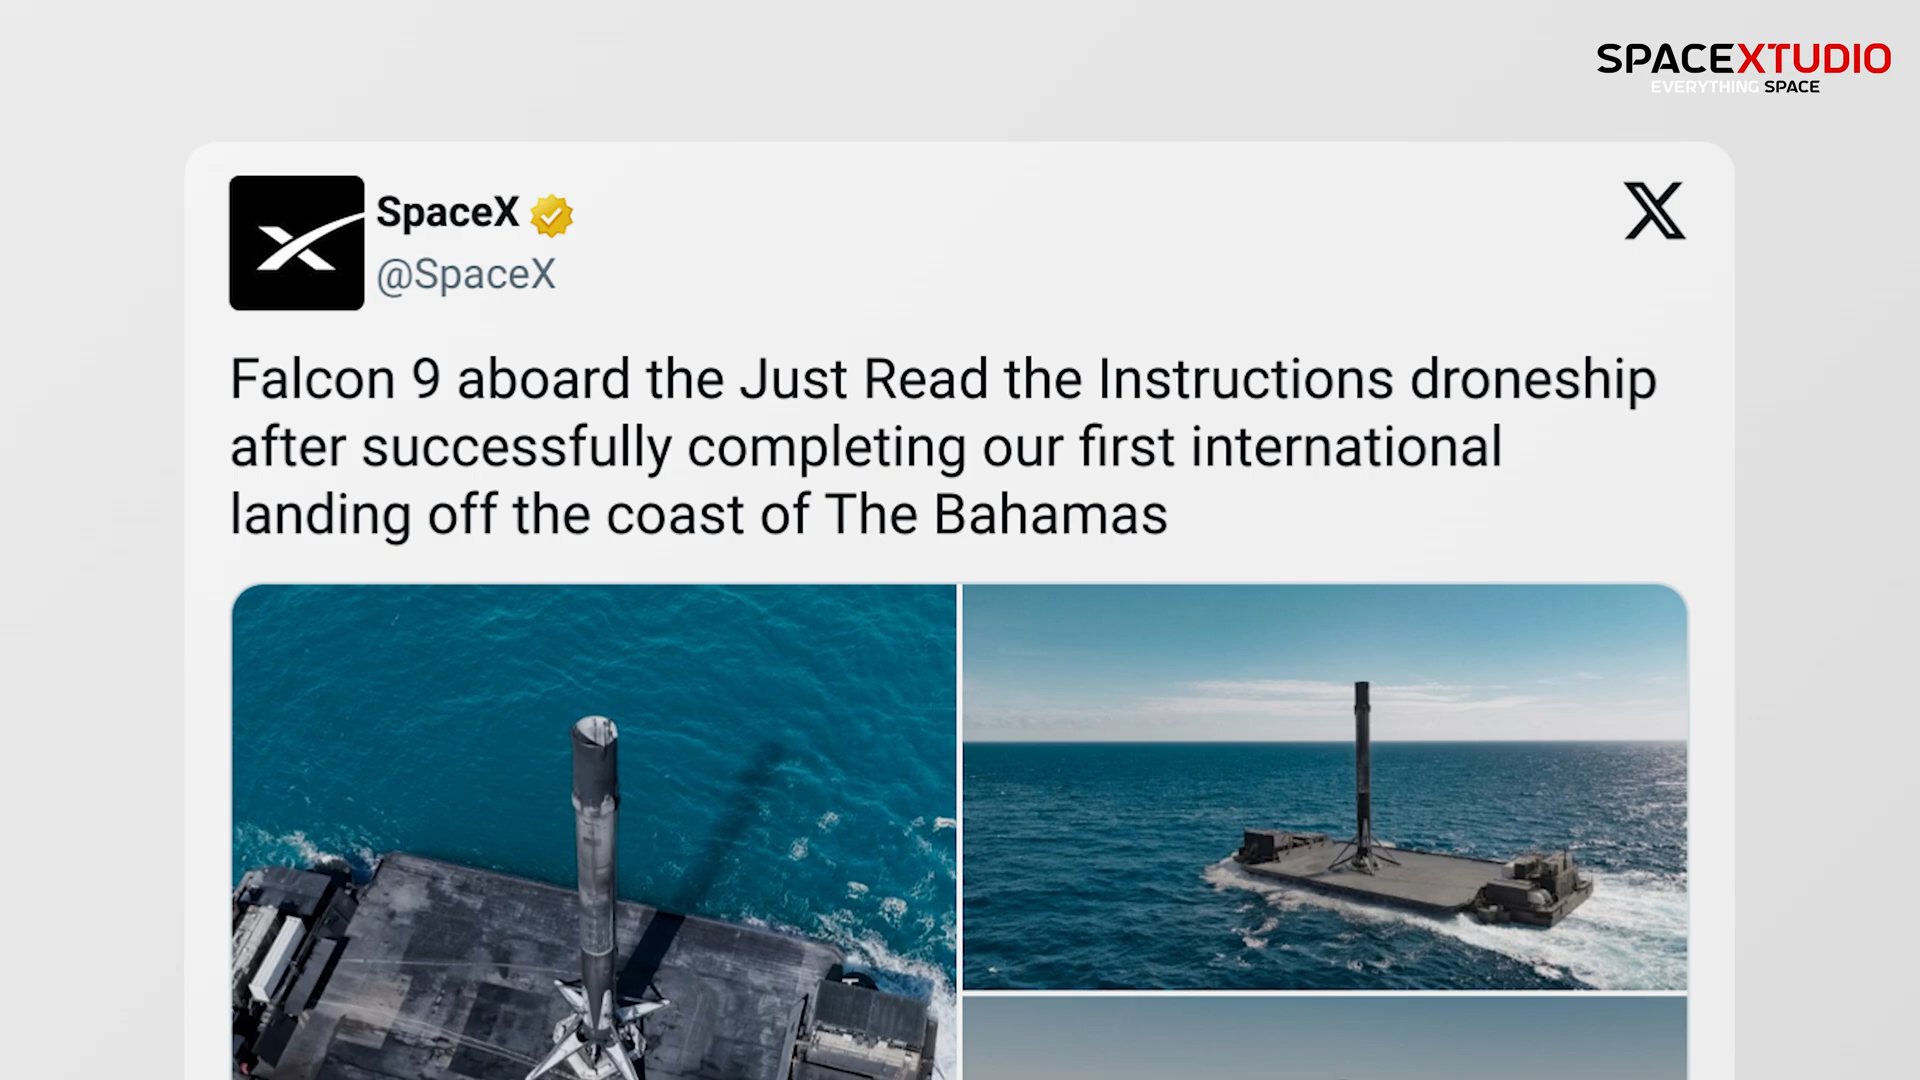 SPACEXTUDIO
EVERYTHING SPACE
SpaceX
@SpaceX
Falcon 9 aboard the Just Read the Instructions droneship
after successfully completing our first international
landing off the coast of The Bahamas